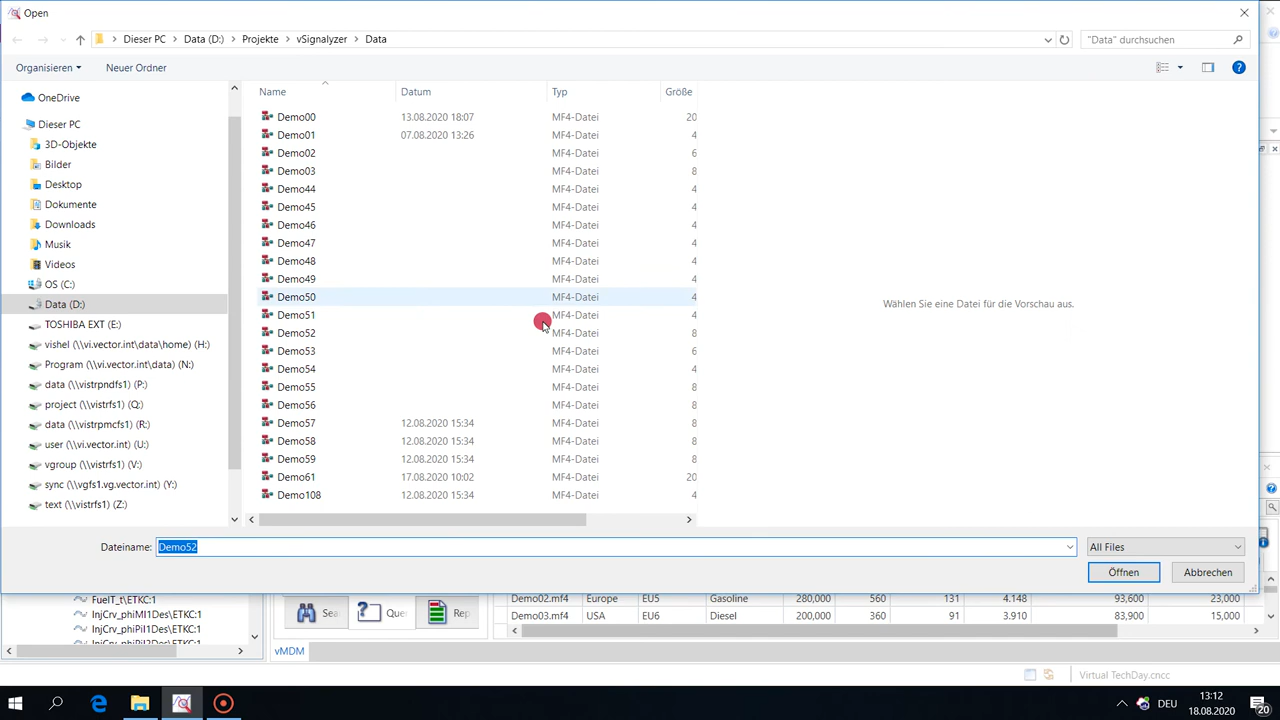 Open
Dieser PC > Data (D:) > Projekte > vSignalyzer > Data
"Data" durchsuchen
Organisieren
Neuer Ordner
OneDrive
Dieser PC
3D-Objekte
Bilder
Desktop
Dokumente
Downloads
Musik
Videos
OS (C:)
Data (D:)
TOSHIBA EXT (E:)
vishel (\\vi.vector.int\data\home) (H:)
Program (\\vi.vector.int\data) (N:)
data (\\vistrpndfs1) (P:)
project (\\vistrfs1) (Q:)
data (\\vistrpmcfs1) (R:)
user (\\vi.vector.int) (U:)
vgroup (\\vistrfs1) (V:)
sync (\\vgfs1.vg.vector.int) (Y:)
text (\\vistrfs1) (Z:)
Name Datum Typ Größe
Demo00 13.08.2020 18:07 MF4-Datei 20
Demo01 07.08.2020 13:26 MF4-Datei 4
Demo02 MF4-Datei 6
Demo03 MF4-Datei 8
Demo44 MF4-Datei 4
Demo45 MF4-Datei 4
Demo46 MF4-Datei 4
Demo47 MF4-Datei 4
Demo48 MF4-Datei 4
Demo49 MF4-Datei 4
Demo50 MF4-Datei 4
Demo51 MF4-Datei 4
Demo52 MF4-Datei 8
Demo53 MF4-Datei 6
Demo54 MF4-Datei 4
Demo55 MF4-Datei 8
Demo56 MF4-Datei 8
Demo57 12.08.2020 15:34 MF4-Datei 8
Demo58 12.08.2020 15:34 MF4-Datei 8
Demo59 12.08.2020 15:34 MF4-Datei 8
Demo61 17.08.2020 10:02 MF4-Datei 20
Demo108 12.08.2020 15:34 MF4-Datei 4
Wählen Sie eine Datei für die Vorschau aus.
Dateiname: Demo52
All Files
Öffnen
Abbrechen
FuelT_t\ETKC:1
InjCrv_phiMI1Des\ETKC:1
InjCrv_phiPiI1Des\ETKC:1
Sea
Que
Rep
Demo02.mf4 Europe EU5 Gasoline 280,000 560 131 4.148 93,600 23,000
Demo03.mf4 USA EU6 Diesel 200,000 360 91 3.910 83,900 15,000
vMDM
Virtual TechDay.cncc
DEU
13:12
18.08.2020
20